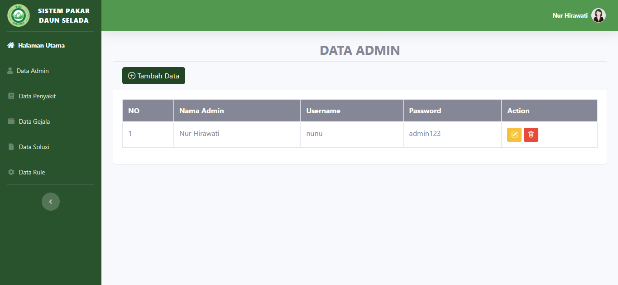 SISTEM PAKAR
DAUN SELADA
Nur Hirawati
Halaman Utama
Data Admin
Data Penyakit
Data Gejala
Data Solusi
Data Rule
DATA ADMIN
Tambah Data
NO Nama Admin Username Password Action
1 Nur Hirawati nunu admin123